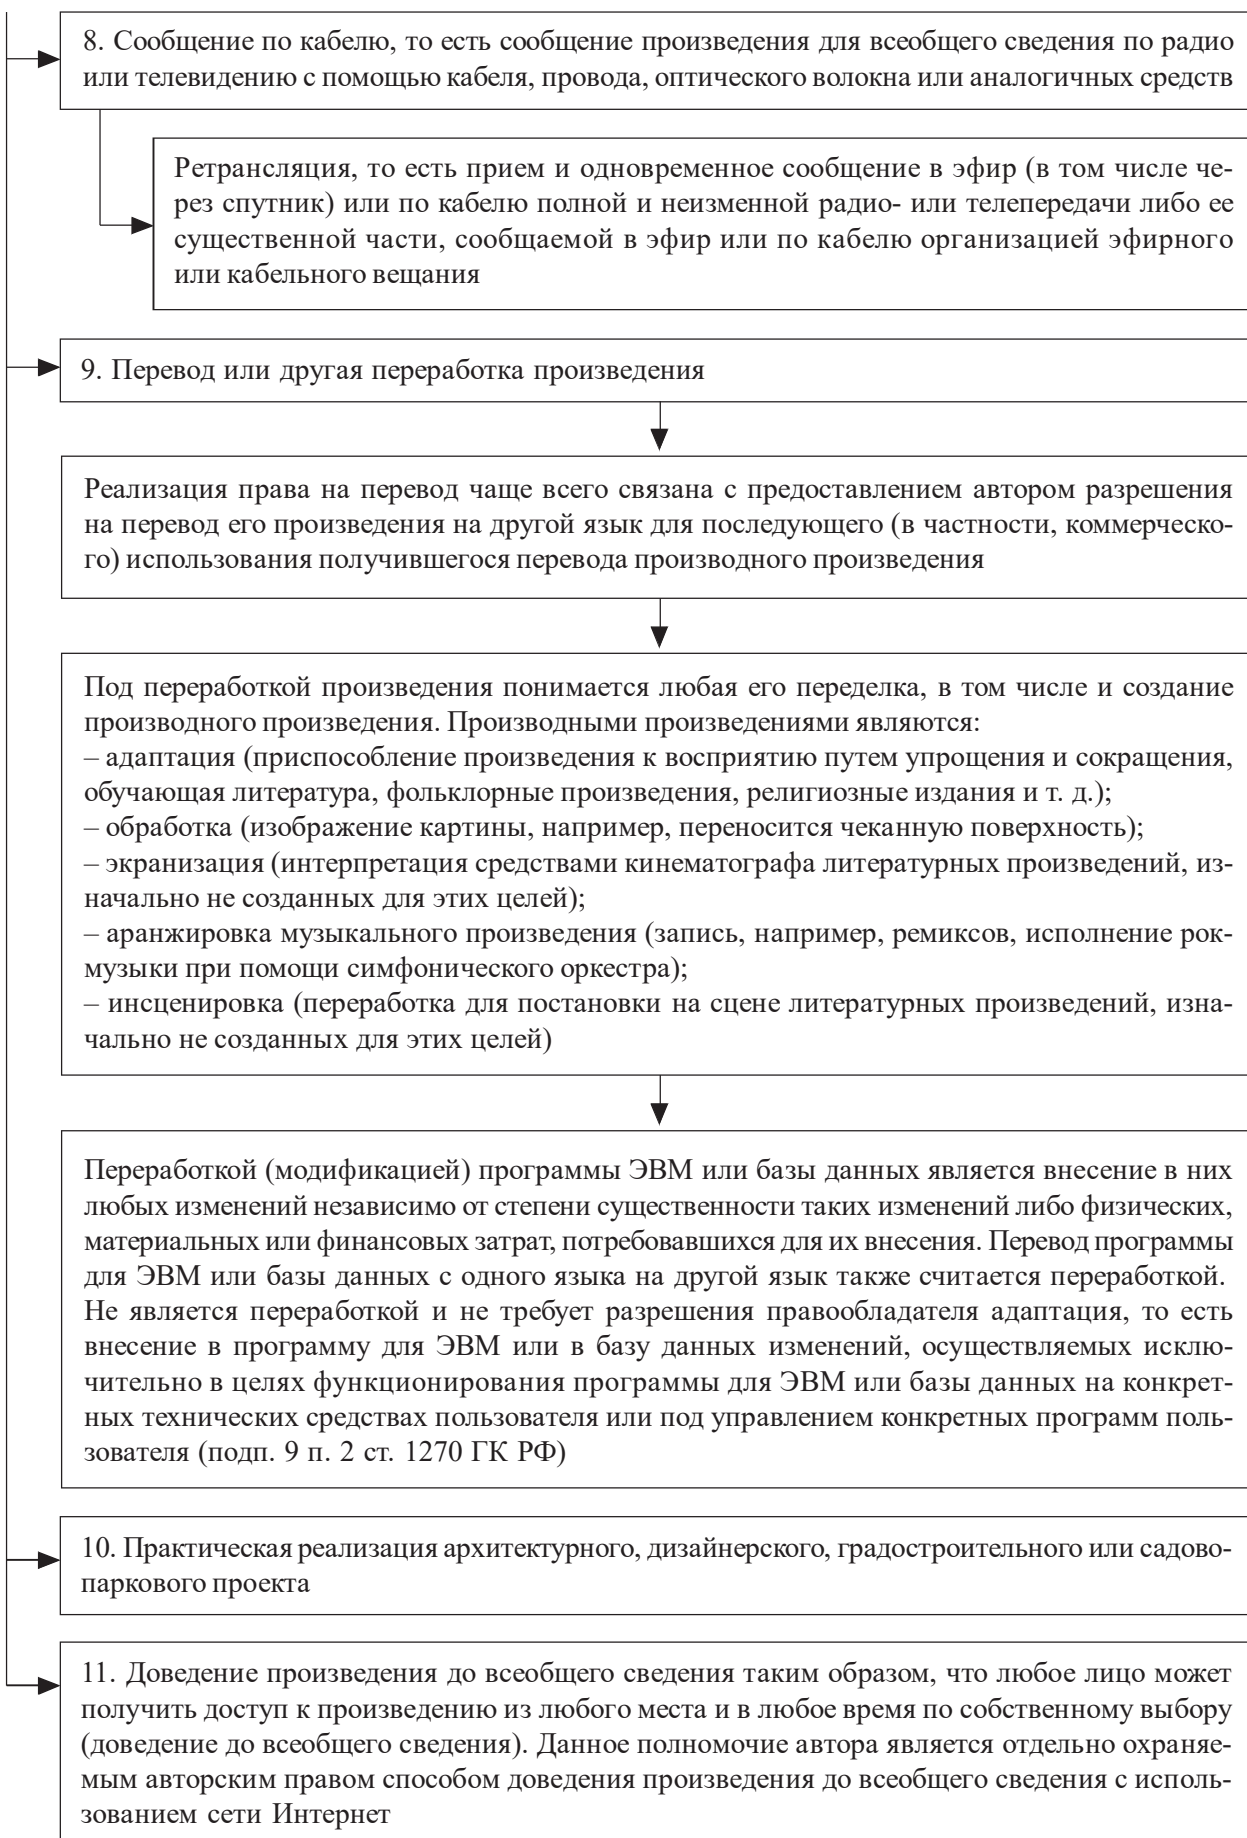 8. Сообщение по кабелю, то есть сообщение произведения для всеобщего сведения по радио
или телевидению с помощью кабеля, провода, оптического волокна или аналогичных средств
Ретрансляция, то есть прием и одновременное сообщение в эфир (в том числе че-
рез спутник) или по кабелю полной и неизменной радио- или телепередачи либо ее
существенной части, сообщаемой в эфир или по кабелю организацией эфирного
или кабельного вещания
9. Перевод или другая переработка произведения
Реализация права на перевод чаще всего связана с предоставлением автором разрешения
на перевод его произведения на другой язык для последующего (в частности, коммерческо-
го) использования получившегося перевода производного произведения
Под переработкой произведения понимается любая его переделка, в том числе и создание
производного произведения. Производными произведениями являются:
– адаптация (приспособление произведения к восприятию путем упрощения и сокращения,
обучающая литература, фольклорные произведения, религиозные издания и т. д.);
– обработка (изображение картины, например, переносится чеканную поверхность);
– экранизация (интерпретация средствами кинематографа литературных произведений, из-
начально не созданных для этих целей);
– аранжировка музыкального произведения (запись, например, ремиксов, исполнение рок-
музыки при помощи симфонического оркестра);
– инсценировка (переработка для постановки на сцене литературных произведений, изна-
чально не созданных для этих целей)
Переработкой (модификацией) программы ЭВМ или базы данных является внесение в них
любых изменений независимо от степени существенности таких изменений либо физических,
материальных или финансовых затрат, потребовавшихся для их внесения. Перевод программы
для ЭВМ или базы данных с одного языка на другой язык также считается переработкой.
Не является переработкой и не требует разрешения правообладателя адаптация, то есть
внесение в программу для ЭВМ или в базу данных изменений, осуществляемых исклю-
чительно в целях функционирования программы для ЭВМ или базы данных на конкрет-
ных технических средствах пользователя или под управлением конкретных программ поль-
зователя (подп. 9 п. 2 ст. 1270 ГК РФ)
10. Практическая реализация архитектурного, дизайнерского, градостроительного или садово-
паркового проекта
11. Доведение произведения до всеобщего сведения таким образом, что любое лицо может
получить доступ к произведению из любого места и в любое время по собственному выбору
(доведение до всеобщего сведения). Данное полномочие автора является отдельно охраняе-
мым авторским правом способом доведения произведения до всеобщего сведения с исполь-
зованием сети Интернет